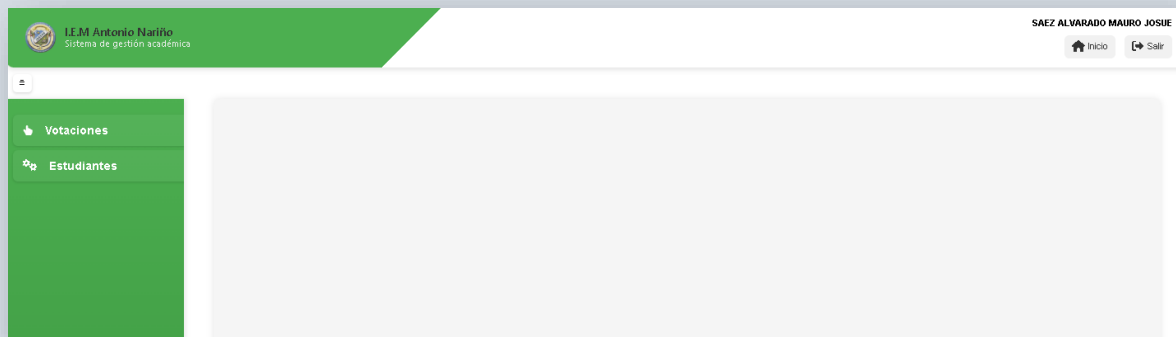 I.E.M Antonio Nariño
Sistema de gestión académica
SAEZ ALVARADO MAURO JOSUE
Inicio
Salir
Votaciones
Estudiantes